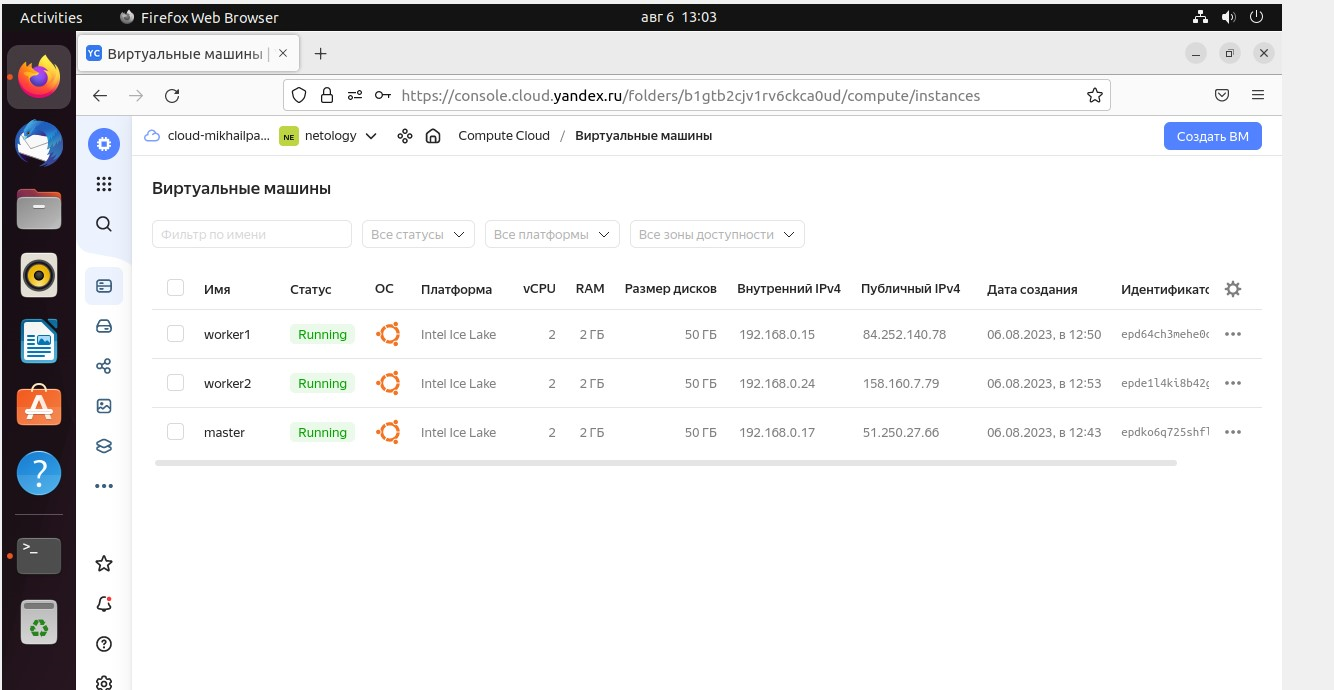 Activities Firefox Web Browser авг 6 13:03
YC Виртуальные машины |
https://console.cloud.yandex.ru/folders/b1gtb2cjv1rv6ckca0ud/compute/instances
cloud-mikhailpa... NE netology Compute Cloud / Виртуальные машины Создать ВМ
Виртуальные машины
Фильтр по имени Все статусы Все платформы Все зоны доступности
Имя Статус ОС Платформа vCPU RAM Размер дисков Внутренний IPv4 Публичный IPv4 Дата создания Идентификатс
worker1 Running Intel Ice Lake 2 2 ГБ 50 ГБ 192.168.0.15 84.252.140.78 06.08.2023, в 12:50 epd64ch3mehe0c
worker2 Running Intel Ice Lake 2 2 ГБ 50 ГБ 192.168.0.24 158.160.7.79 06.08.2023, в 12:53 epde1l4ki8b42g
master Running Intel Ice Lake 2 2 ГБ 50 ГБ 192.168.0.17 51.250.27.66 06.08.2023, в 12:43 epdko6q725shfl